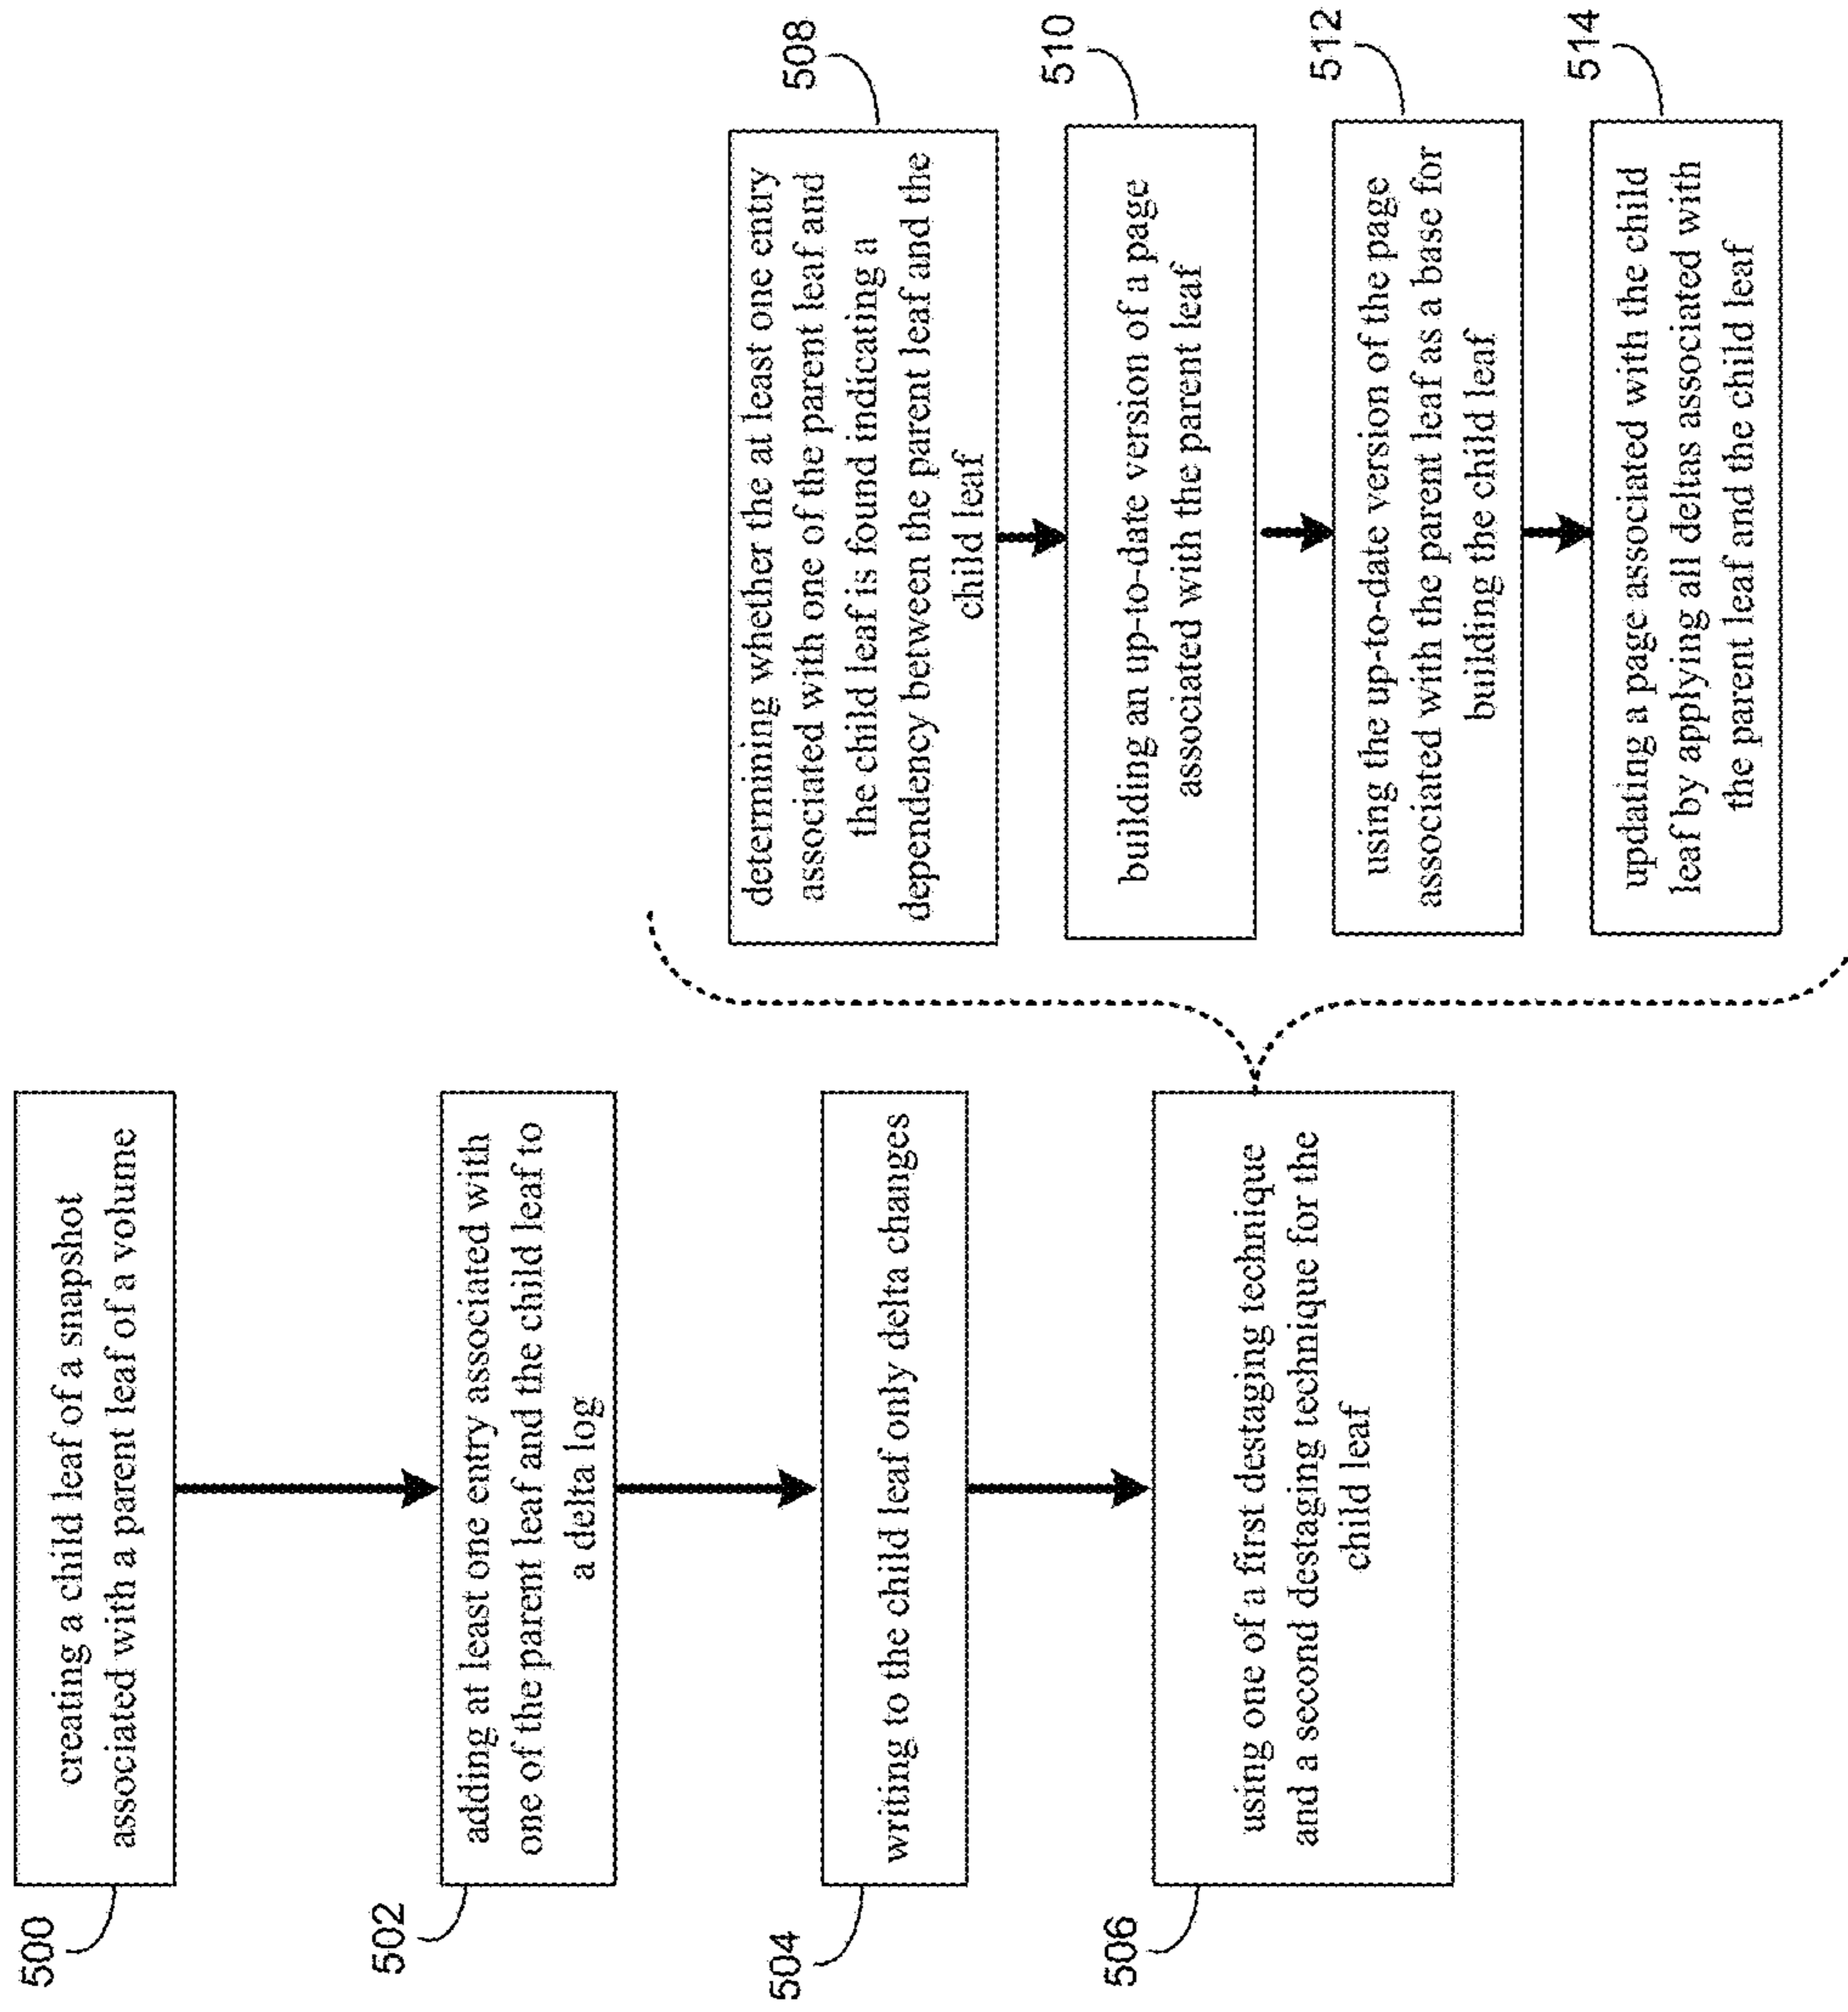 500
creating a child leaf of a snapshot
associated with a parent leaf of a volume
502
adding at least one entry associated with
one of the parent leaf and the child leaf to
a delta log
504
writing to the child leaf only delta changes
506
using one of a first destaging technique
and a second destaging technique for the
child leaf
508
determining whether the at least one entry
associated with one of the parent leaf and
the child leaf is found indicating a
dependency between the parent leaf and the
child leaf
510
building an up-to-date version of a page
associated with the parent leaf
512
using the up-to-date version of the page
associated with the parent leaf as a base for
building the child leaf
514
updating a page associated with the child
leaf by applying all deltas associated with
the parent leaf and the child leaf